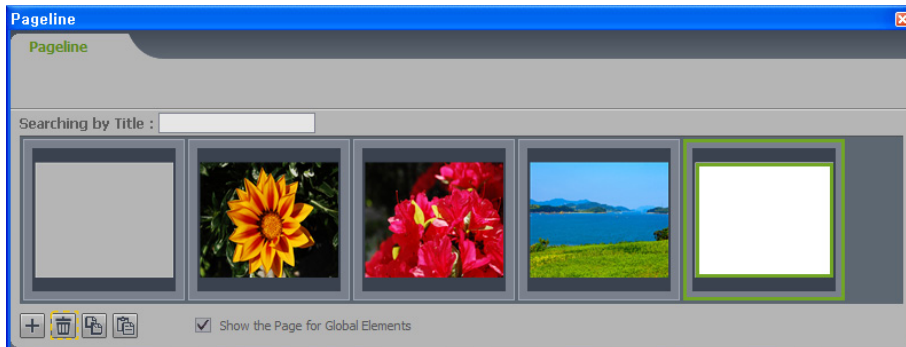 Pageline
Pageline
Searching by Title :
Show the Page for Global Elements